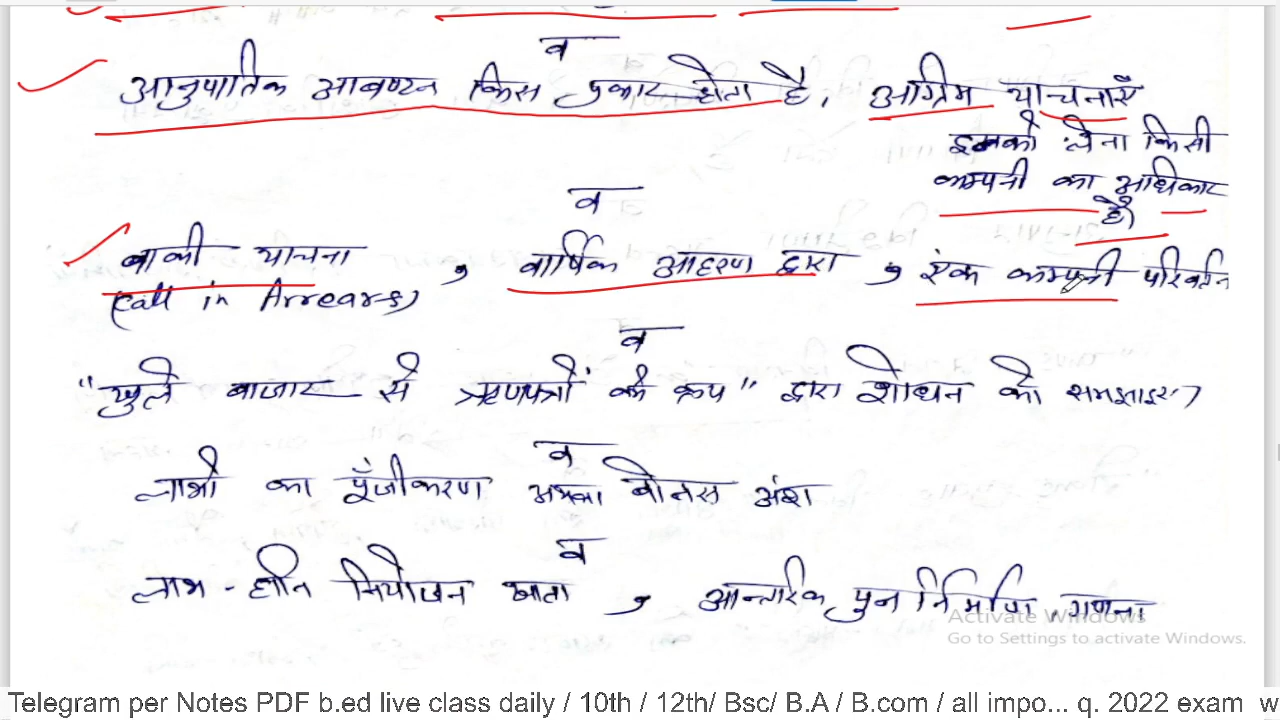 व
आनुपातिक आवण्टन किस प्रकार होता है, अग्रिम याचनाएँ
इसको लेना किसी
कम्पनी का अधिकार
है।
व
बाकी याचना , वार्षिक आहरण द्वारा , एक कम्पनी परिवर्तन
(Call in Arrears)
व
"खुले बाजार से ऋणपत्रों के क्रय" द्वारा शोधन को समझाइए
व
लाभो का पूँजीकरण अथवा बोनस अंश
व
लाभ - हानि नियोजन खाता , आन्तरिक पुनर्निर्माण, गणना
Activate Windows
Go to Settings to activate Windows.
Telegram per Notes PDF b.ed live class daily / 10th / 12th/ Bsc/ B.A / B.com / all impo... q. 2022 exam w